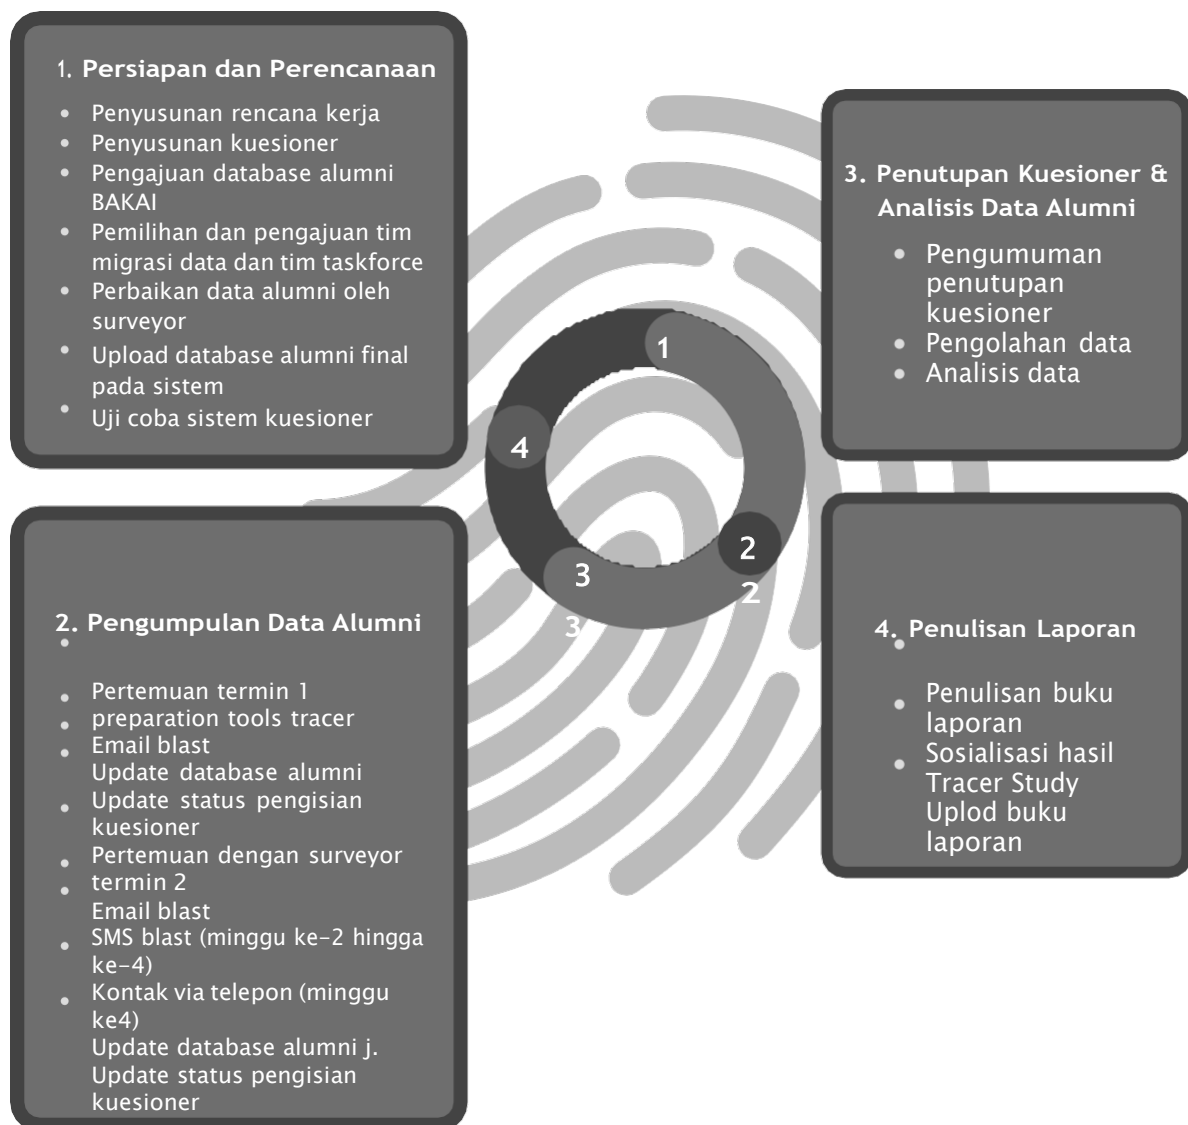 1. Persiapan dan Perencanaan
• Penyusunan rencana kerja
• Penyusunan kuesioner
• Pengajuan database alumni
BAKAI
• Pemilihan dan pengajuan tim
migrasi data dan tim taskforce
• Perbaikan data alumni oleh
surveyor
• Upload database alumni final
pada sistem
• Uji coba sistem kuesioner
2. Pengumpulan Data Alumni
•
• Pertemuan termin 1
• preparation tools tracer
• Email blast
Update database alumni
• Update status pengisian
kuesioner
• Pertemuan dengan surveyor
• termin 2
Email blast
• SMS blast (minggu ke-2 hingga
ke-4)
• Kontak via telepon (minggu
ke4)
Update database alumni j.
Update status pengisian
kuesioner
1
4
2
3
2
3
3. Penutupan Kuesioner &
Analisis Data Alumni
• Pengumuman
penutupan
kuesioner
• Pengolahan data
• Analisis data
4. Penulisan Laporan
•
• Penulisan buku
laporan
• Sosialisasi hasil
Tracer Study
Uplod buku
laporan